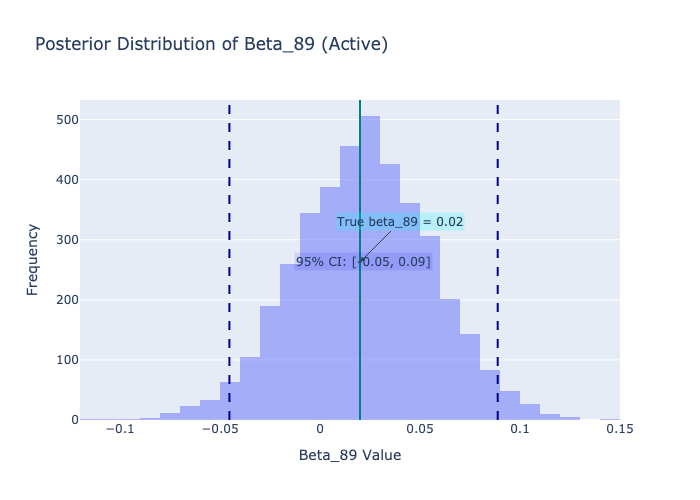 Posterior Distribution of Beta_89 (Active)
500
400
300
200
100
0
Frequency
True beta_89 = 0.02
95% CI: [-0.05, 0.09]
−0.1
−0.05
0
0.05
0.1
0.15
Beta_89 Value